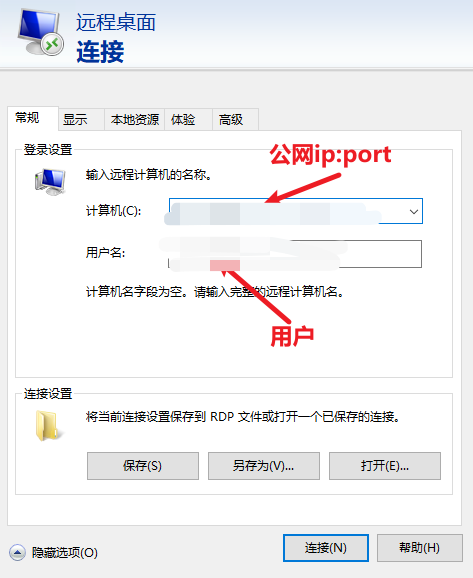 远程桌面
连接
常规 显示 本地资源 体验 高级
登录设置
公网ip:port
输入远程计算机的名称。
计算机(C):
用户名:
计算机名字段为空。请输入完整的远程计算机名。
用户
连接设置
将当前连接设置保存到 RDP 文件或打开一个已保存的连接。
保存(S) 另存为(V)... 打开(E)...
隐藏选项(O) 连接(N) 帮助(H)